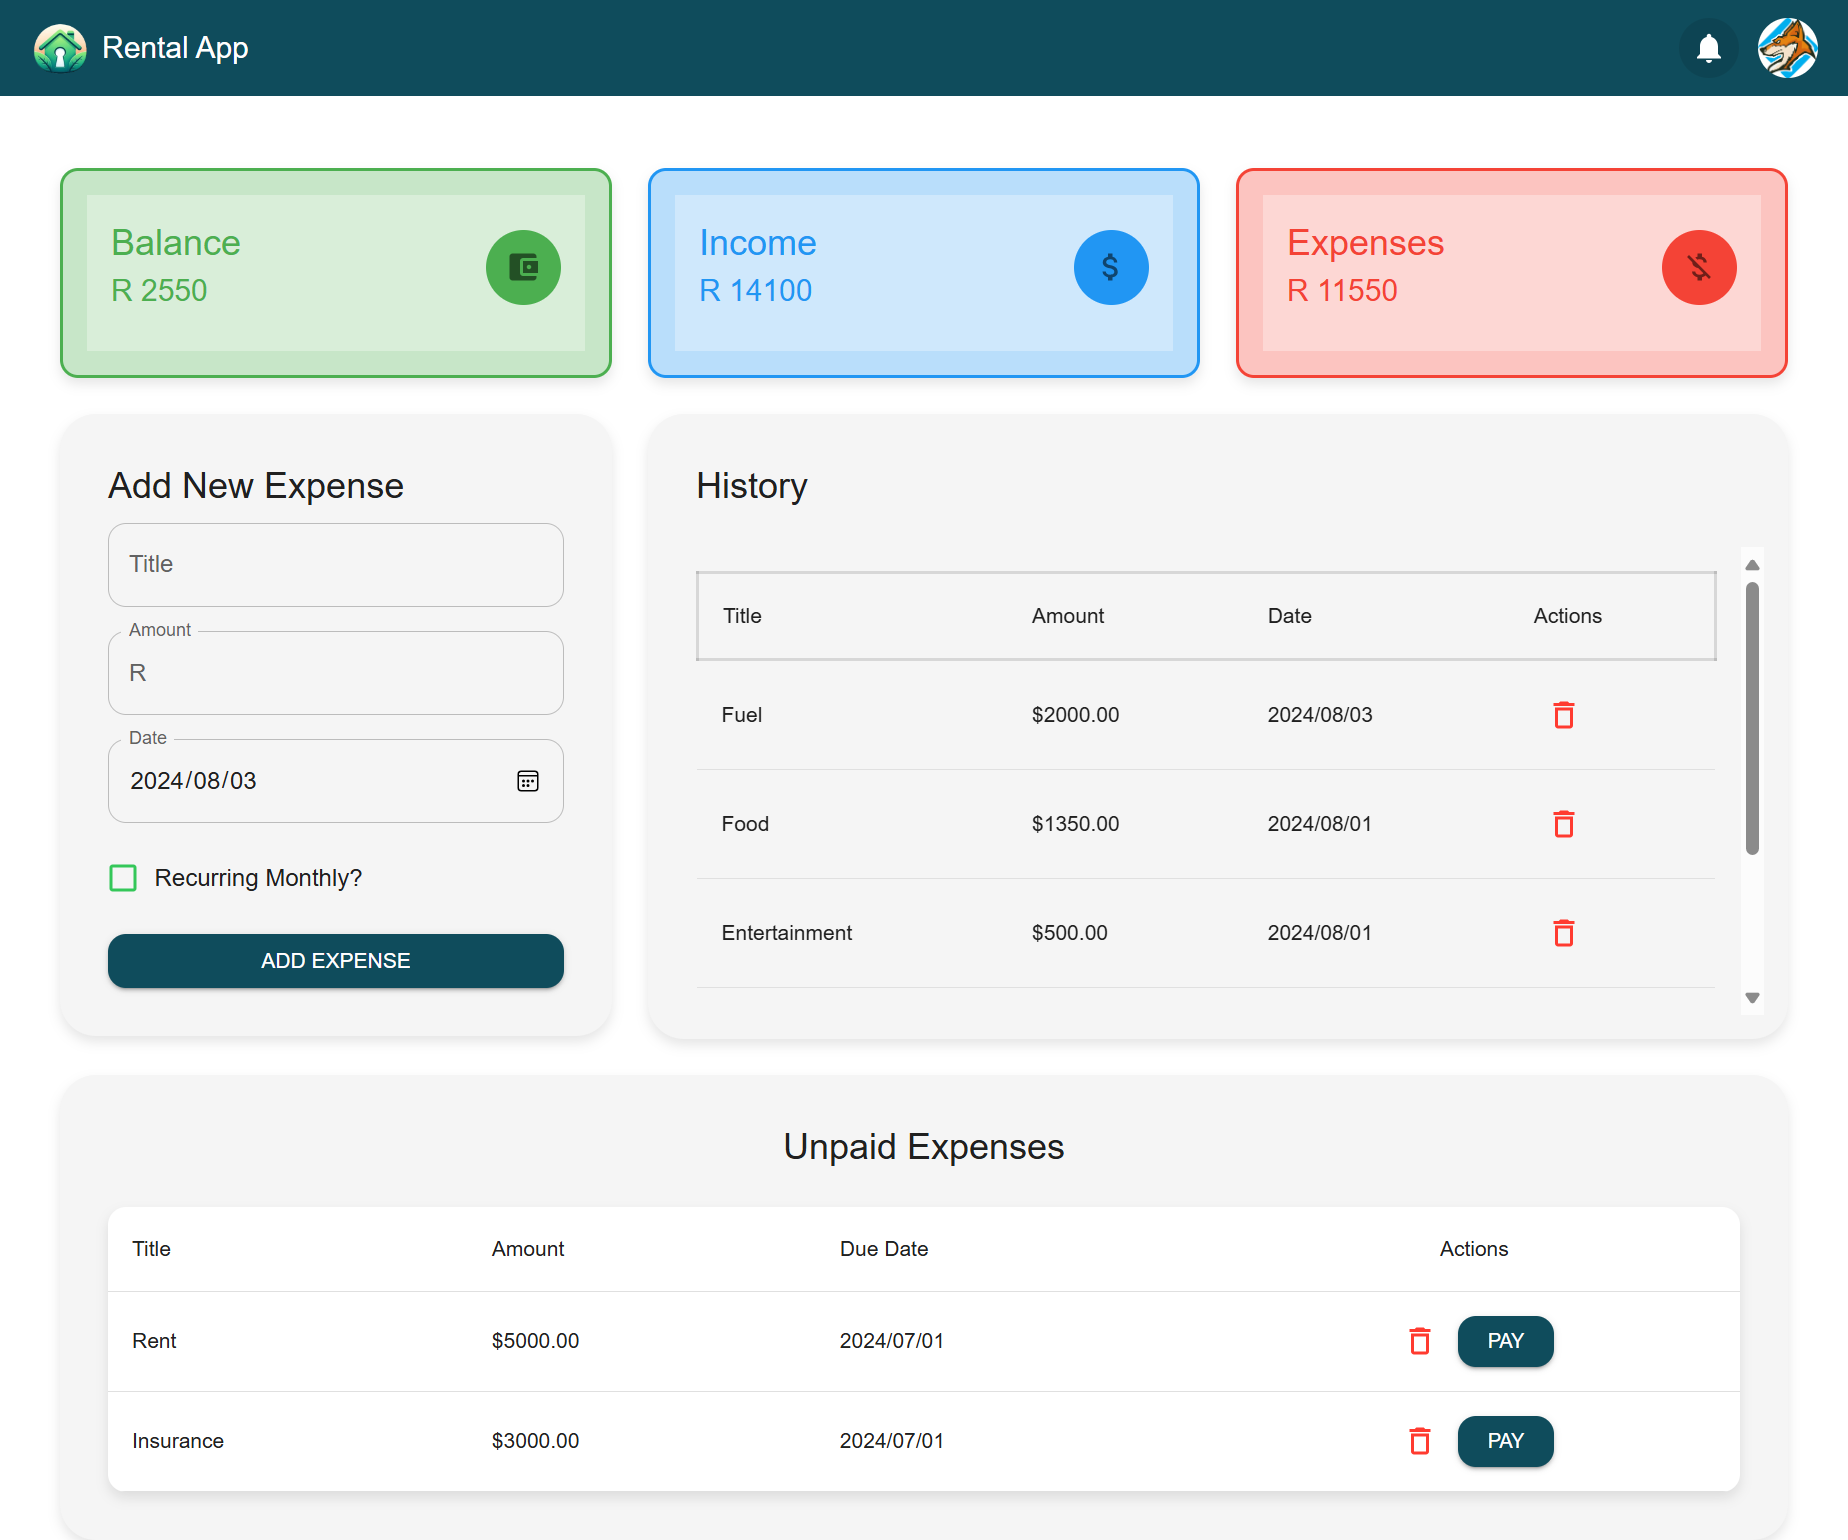 Rental App
Balance
R 2550
Income
R 14100
Expenses
R 11550
Add New Expense
Title
Amount
R
Date
2024/08/03
Recurring Monthly?
ADD EXPENSE
History
Title Amount Date Actions
Fuel $2000.00 2024/08/03
Food $1350.00 2024/08/01
Entertainment $500.00 2024/08/01
Unpaid Expenses
Title Amount Due Date Actions
Rent $5000.00 2024/07/01 PAY
Insurance $3000.00 2024/07/01 PAY